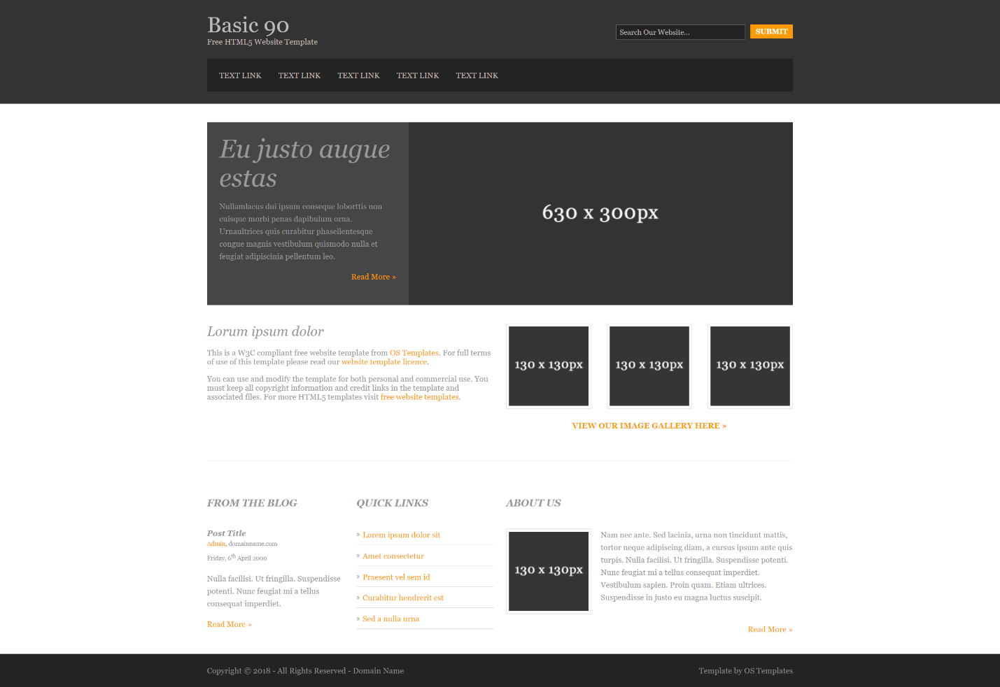 Basic 90
Free HTML5 Website Template
Search Our Website...
SUBMIT
TEXT LINK TEXT LINK TEXT LINK TEXT LINK TEXT LINK
Eu justo augue
estas
Nullamlacus dui ipsum conseque loborttis non
cuisque morbi penas dapibulum orna.
Urnaultrices quis curabitur phasellentesque
congue magnis vestibulum quismodo nulla et
feugiat adipiscinia pellentum leo.
Read More »
630 x 300px
Lorum ipsum dolor
This is a W3C compliant free website template from OS Templates. For full terms
of use of this template please read our website template licence.
You can use and modify the template for both personal and commercial use. You
must keep all copyright information and credit links in the template and
associated files. For more HTML5 templates visit free website templates.
130 x 130px 130 x 130px 130 x 130px
VIEW OUR IMAGE GALLERY HERE »
FROM THE BLOG
Post Title
Admin, domainname.com
Friday, 6th April 2000
Nulla facilisi. Ut fringilla. Suspendisse
potenti. Nunc feugiat mi a tellus
consequat imperdiet.
Read More »
QUICK LINKS
» Lorem ipsum dolor sit
» Amet consectetur
» Praesent vel sem id
» Curabitur hendrerit est
» Sed a nulla urna
ABOUT US
130 x 130px
Nam nec ante. Sed lacinia, urna non tincidunt mattis,
tortor neque adipiscing diam, a cursus ipsum ante quis
turpis. Nulla facilisi. Ut fringilla. Suspendisse potenti.
Nunc feugiat mi a tellus consequat imperdiet.
Vestibulum sapien. Proin quam. Etiam ultrices.
Suspendisse in justo eu magna luctus suscipit.
Read More »
Copyright © 2018 - All Rights Reserved - Domain Name
Template by OS Templates